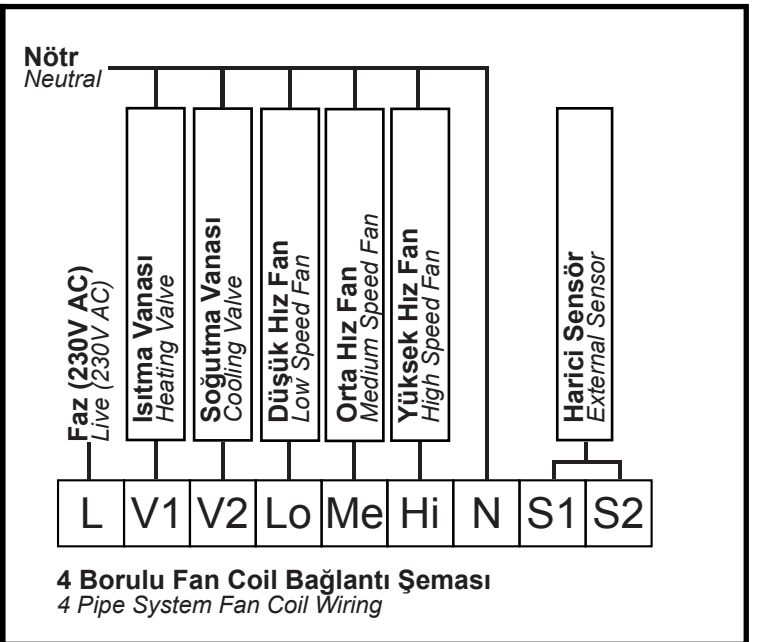 Nötr
Neutral
Faz (230V AC)
Live (230V AC)
Isıtma Vanası
Heating Valve
Soğutma Vanası
Cooling Valve
Düşük Hız Fan
Low Speed Fan
Orta Hız Fan
Medium Speed Fan
Yüksek Hız Fan
High Speed Fan
Harici Sensör
External Sensor
L V1 V2 Lo Me Hi N S1 S2
4 Borulu Fan Coil Bağlantı Şeması
4 Pipe System Fan Coil Wiring